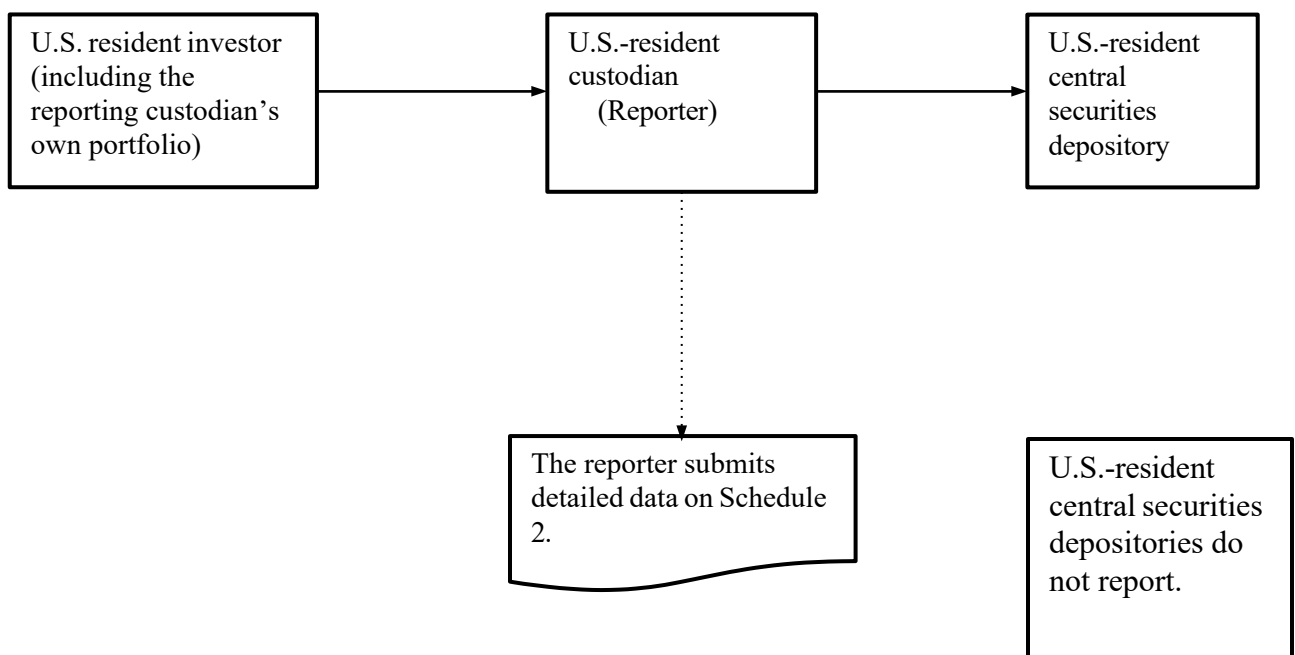 U.S. resident investor
(including the
reporting custodian’s
own portfolio)
U.S.-resident
custodian
(Reporter)
U.S.-resident
central
securities
depository
The reporter submits
detailed data on Schedule
2.
U.S.-resident
central securities
depositories do
not report.